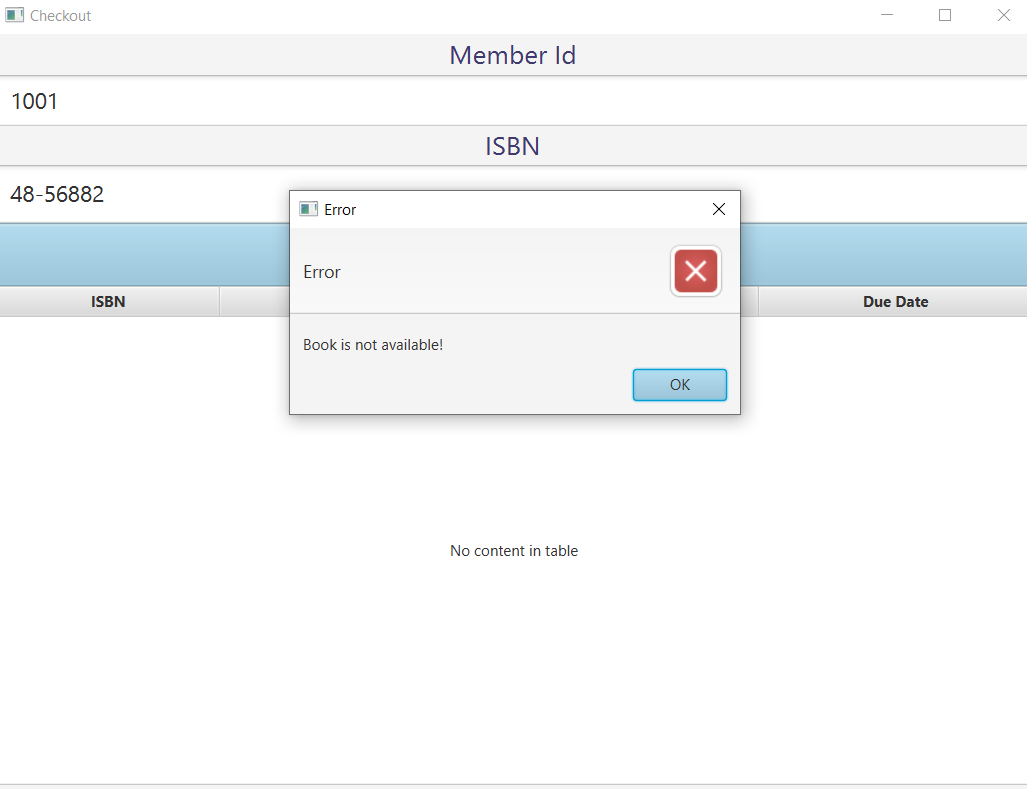 Checkout
Member Id
1001
ISBN
48-56882
Error
Error
Book is not available!
OK
ISBN Due Date
No content in table